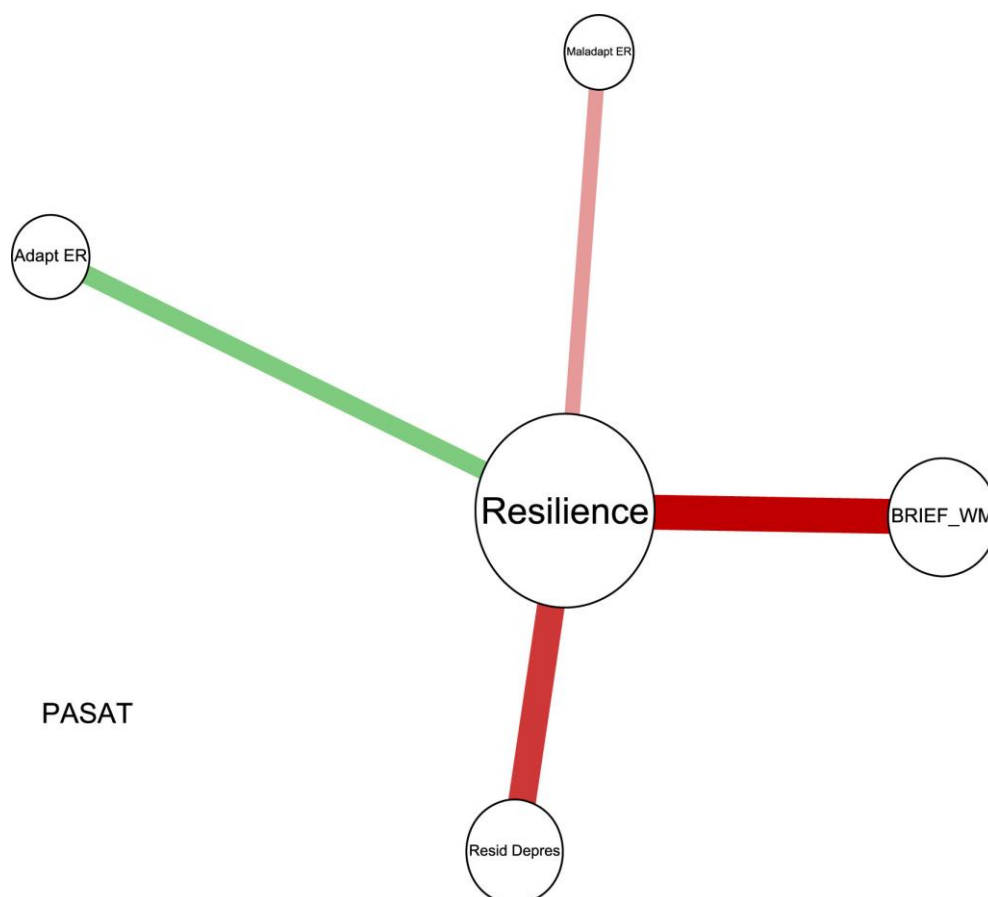 Maladapt ER
Adapt ER
Resilience
BRIEF_WM
PASAT
Resid Depres